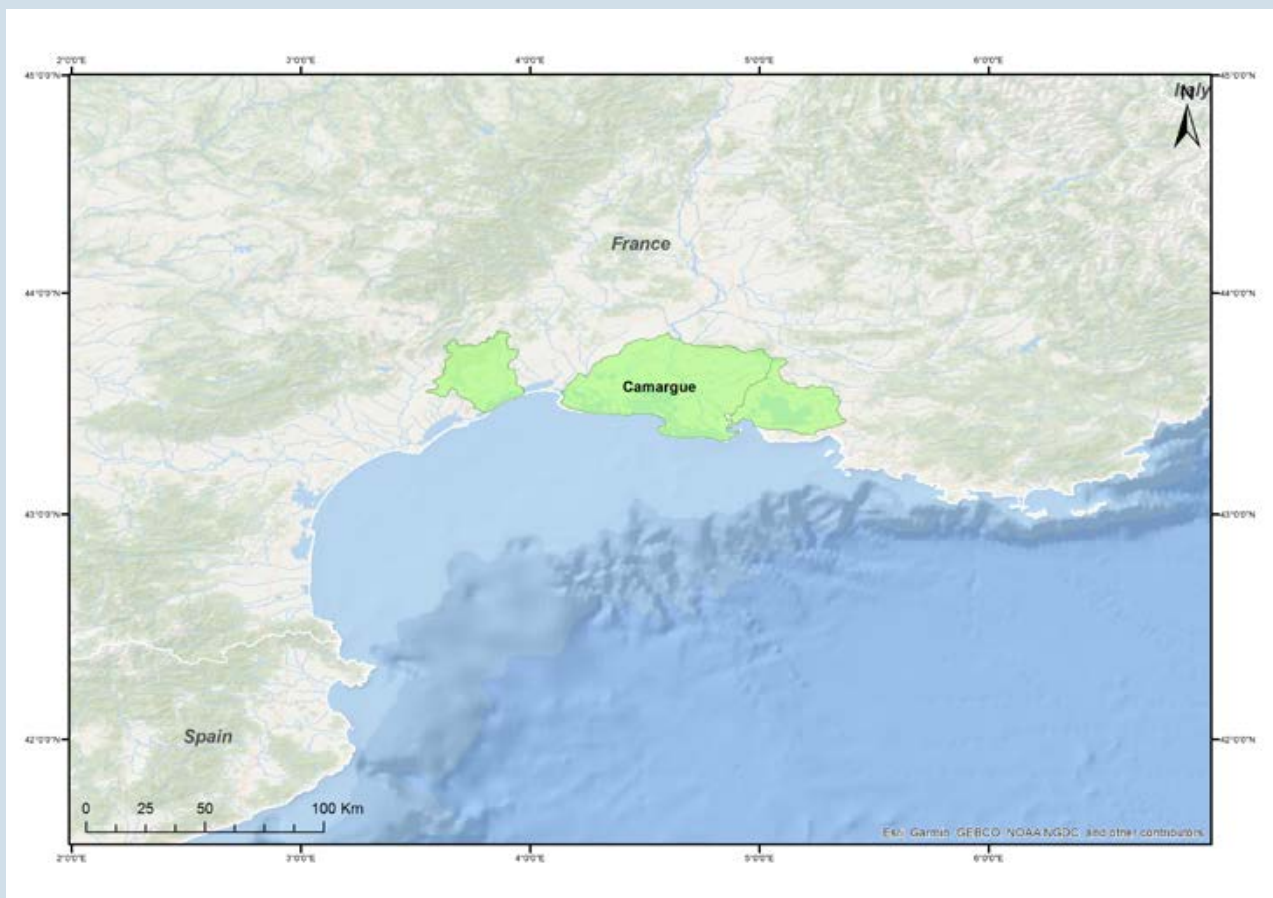 2°0'0"E 3°0'0"E 4°0'0"E 5°0'0"E 6°0'0"E
45°0'0"N 45°0'0"N
Italy
N
France
44°0'0"N 44°0'0"N
Camargue
43°0'0"N 43°0'0"N
Spain
42°0'0"N 42°0'0"N
0 25 50 100 Km
Esri, Garmin, GEBCO, NOAA NGDC, and other contributors
2°0'0"E 3°0'0"E 4°0'0"E 5°0'0"E 6°0'0"E